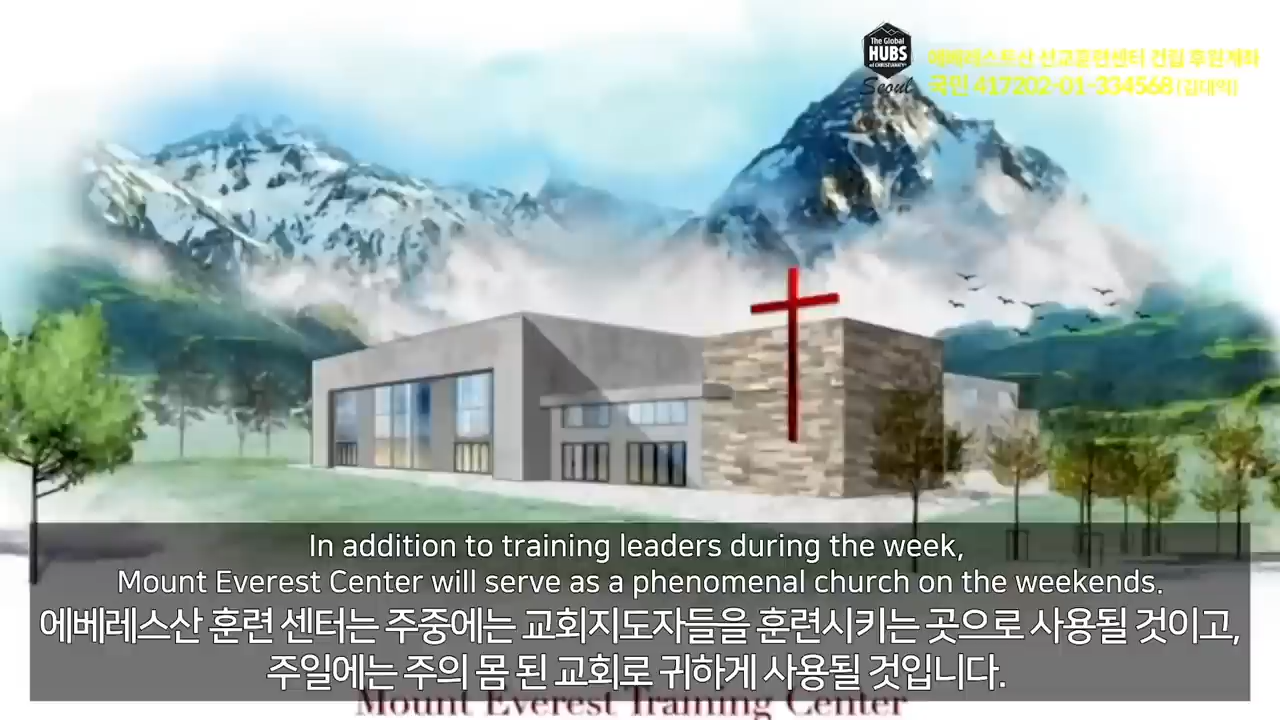 The Global
HUBS
of CHRISTIANITY
Seoul
에베레스트산 선교훈련센터 건립 후원계좌
국민 417202-01-334568 (김대억)
In addition to training leaders during the week,
Mount Everest Center will serve as a phenomenal church on the weekends.
에베레스산 훈련 센터는 주중에는 교회지도자들을 훈련시키는 곳으로 사용될 것이고,
주일에는 주의 몸 된 교회로 귀하게 사용될 것입니다.
Mount Everest Training Center